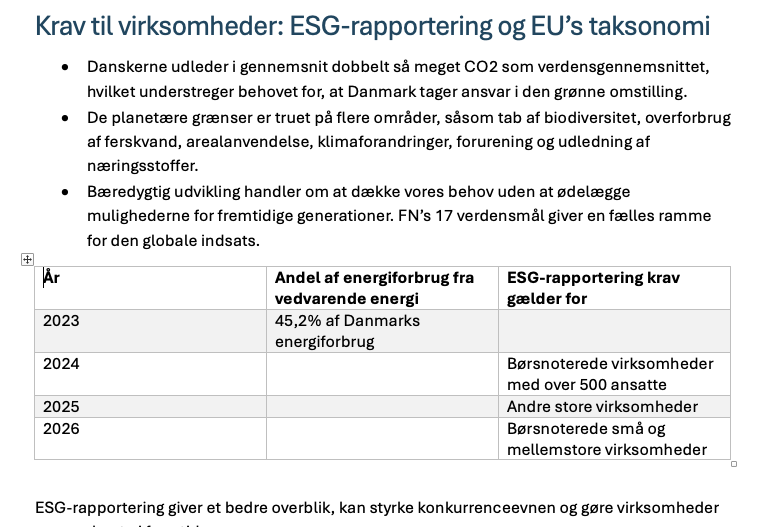 Krav til virksomheder: ESG-rapportering og EU’s taksonomi
Danskerne udleder i gennemsnit dobbelt så meget CO2 som verdensgennemsnittet,
hvilket understreger behovet for, at Danmark tager ansvar i den grønne omstilling.
De planetære grænser er truet på flere områder, såsom tab af biodiversitet, overforbrug
af ferskvand, arealanvendelse, klimaforandringer, forurening og udledning af
næringsstoffer.
Bæredygtig udvikling handler om at dække vores behov uden at ødelægge
mulighederne for fremtidige generationer. FN’s 17 verdensmål giver en fælles ramme
for den globale indsats.
År
Andel af energiforbrug fra
vedvarende energi
ESG-rapportering krav
gælder for
2023
45,2% af Danmarks
energiforbrug
2024
Børsnoterede virksomheder
med over 500 ansatte
2025
Andre store virksomheder
2026
Børsnoterede små og
mellemstore virksomheder
ESG-rapportering giver et bedre overblik, kan styrke konkurrenceevnen og gøre virksomheder